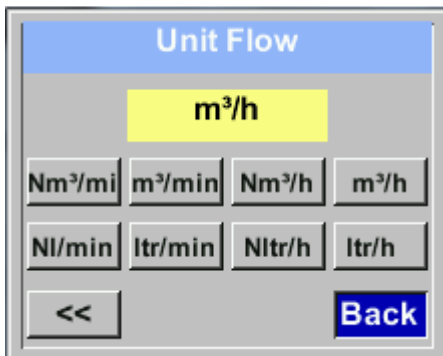 Unit Flow
m³/h
Nm³/mi m³/min Nm³/h m³/h
Nl/min ltr/min Nltr/h ltr/h
<< Back